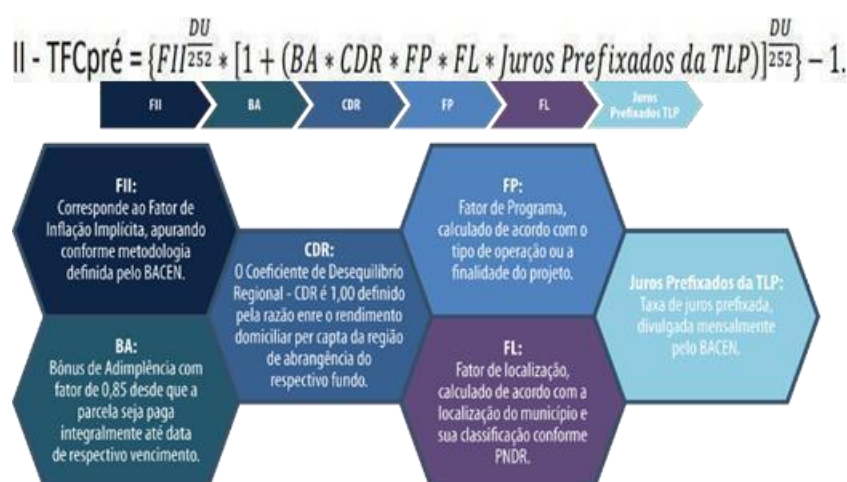 II - TFCpré = {FII^DU/252 * [1 + (BA * CDR * FP * FL * Juros Prefixados da TLP)]^DU/252} − 1.
FII
BA
CDR
FP
FL
Juros
Prefixados TLP
FII:
Corresponde ao Fator de
Inflação Implícita, apurando
conforme metodologia
definida pelo BACEN.
BA:
Bônus de Adimplência com
fator de 0,85 desde que a
parcela seja paga
integralmente até data
de respectivo vencimento.
CDR:
O Coeficiente de Desequilíbrio
Regional - CDR é 1,00 definido
pela razão enre o rendimento
domiciliar per capta da região
de abrangência do
respectivo fundo.
FP:
Fator de Programa,
calculado de acordo com o
tipo de operação ou a
finalidade do projeto.
FL:
Fator de localização,
calculado de acordo com a
localização do município e
sua classificação conforme
PNDR.
Juros Prefixados da TLP:
Taxa de juros prefixada,
divulgada mensalmente
pelo BACEN.